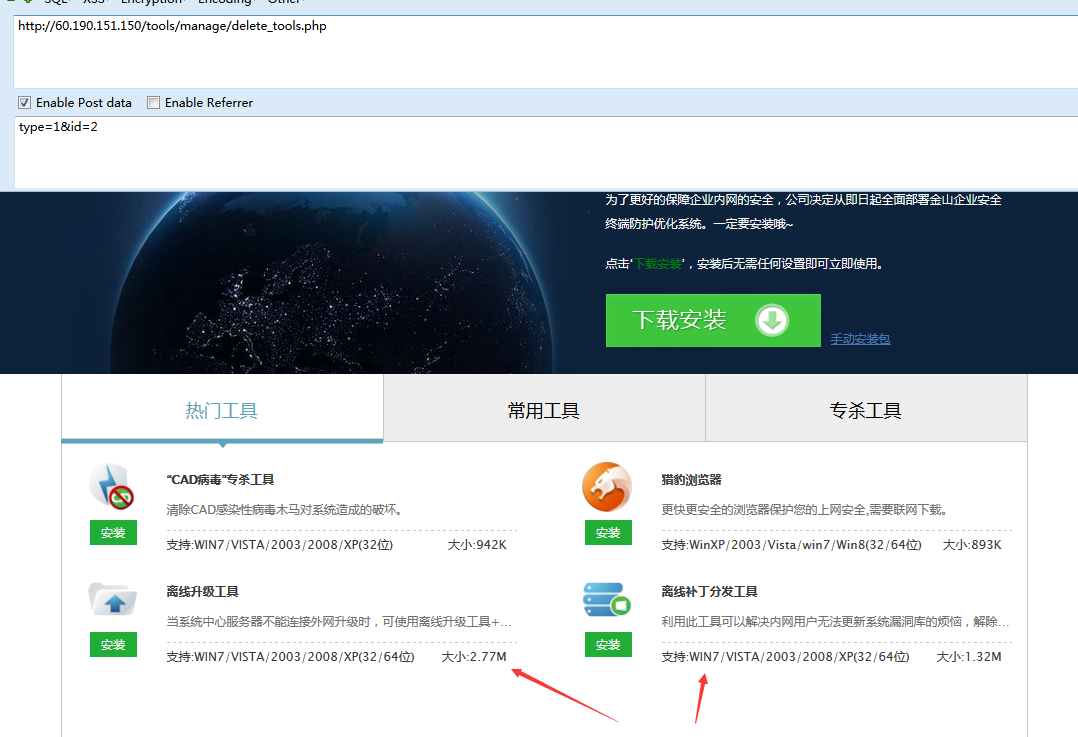 SQL XSS Encryption Encoding Other
http://60.190.151.150/tools/manage/delete_tools.php
Enable Post data Enable Referrer
type=1&id=2
为了更好的保障企业内网的安全，公司决定从即日起全面部署金山企业安全
终端防护优化系统。一定要安装哦~
点击'下载安装'，安装后无需任何设置即可立即使用。
下载安装
手动安装包
热门工具 常用工具 专杀工具
“CAD病毒”专杀工具
清除CAD感染性病毒木马对系统造成的破坏。
安装
支持:WIN7/VISTA/2003/2008/XP(32位) 大小:942K
猎豹浏览器
更快更安全的浏览器保护您的上网安全,需要联网下载。
安装
支持:WinXP/2003/Vista/win7/Win8(32/64位) 大小:893K
离线升级工具
当系统中心服务器不能连接外网升级时，可使用离线升级工具+...
安装
支持:WIN7/VISTA/2003/2008/XP(32/64位) 大小:2.77M
离线补丁分发工具
利用此工具可以解决内网用户无法更新系统漏洞库的烦恼，解除...
安装
支持:WIN7/VISTA/2003/2008/XP(32/64位) 大小:1.32M